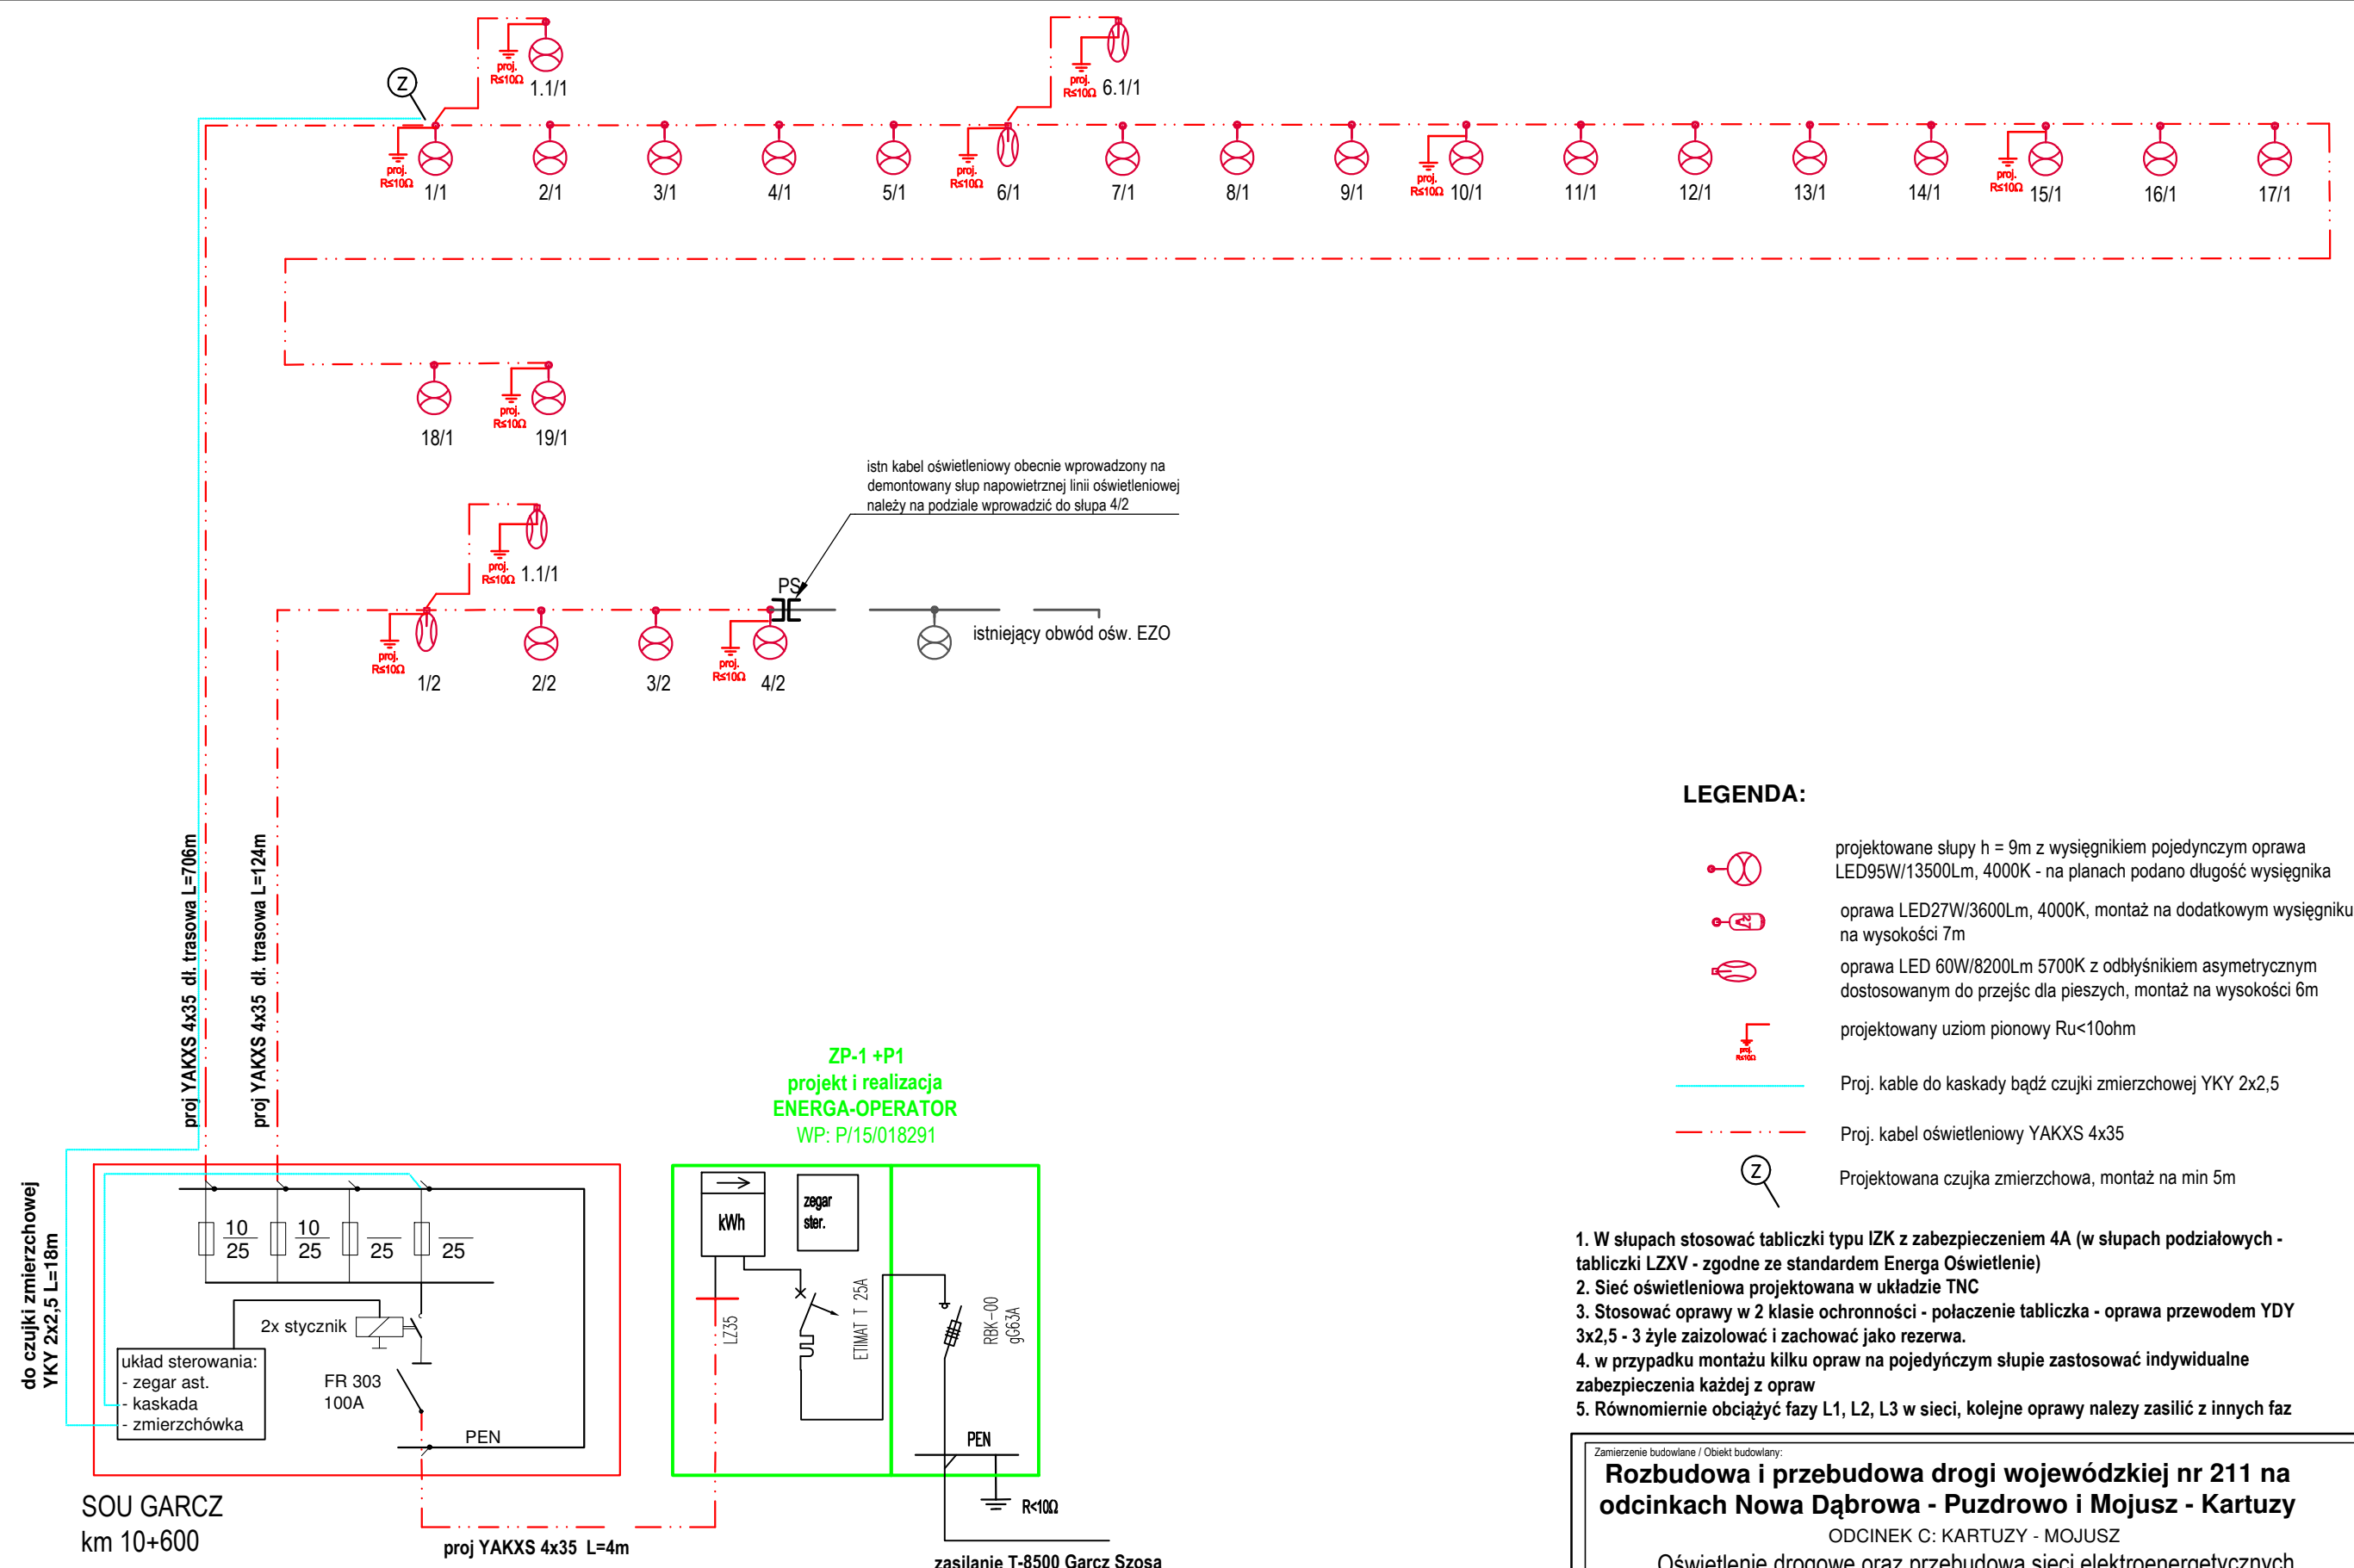 proj.
R≤10Ω
1.1/1
proj.
R≤10Ω
6.1/1
Z
proj.
R≤10Ω
1/1
2/1
3/1
4/1
5/1
proj.
R≤10Ω
6/1
7/1
8/1
9/1
proj.
R≤10Ω
10/1
11/1
12/1
13/1
14/1
proj.
R≤10Ω
15/1
16/1
17/1
18/1
proj.
R≤10Ω
19/1
istn kabel oświetleniowy obecnie wprowadzony na
demontowany słup napowietrznej linii oświetleniowej
należy na podziale wprowadzić do słupa 4/2
proj.
R≤10Ω
1.1/1
PS
proj.
R≤10Ω
1/2
2/2
3/2
proj.
R≤10Ω
4/2
istniejący obwód ośw. EZO
proj YAKXS 4x35 dł. trasowa L=706m
proj YAKXS 4x35 dł. trasowa L=124m
do czujki zmierzchowej
YKY 2x2,5 L=18m
10
25
10
25
25
25
2x stycznik
układ sterowania:
- zegar ast.
- kaskada
- zmierzchówka
FR 303
100A
PEN
SOU GARCZ
km 10+600
proj YAKXS 4x35 L=4m
ZP-1 +P1
projekt i realizacja
ENERGA-OPERATOR
WP: P/15/018291
kWh
zegar
ster.
LZ35
ETIMAT T 25A
RBK-00
gG63A
PEN
R<10Ω
zasilanie T-8500 Garcz Szosa
LEGENDA:
projektowane słupy h = 9m z wysięgnikiem pojedynczym oprawa
LED95W/13500Lm, 4000K - na planach podano długość wysięgnika
27
oprawa LED27W/3600Lm, 4000K, montaż na dodatkowym wysięgniku
na wysokości 7m
oprawa LED 60W/8200Lm 5700K z odbłyśnikiem asymetrycznym
dostosowanym do przejśc dla pieszych, montaż na wysokości 6m
proj.
R≤10Ω
projektowany uziom pionowy Ru<10ohm
Proj. kable do kaskady bądź czujki zmierzchowej YKY 2x2,5
Proj. kabel oświetleniowy YAKXS 4x35
Z
Projektowana czujka zmierzchowa, montaż na min 5m
1. W słupach stosować tabliczki typu IZK z zabezpieczeniem 4A (w słupach podziałowych -
tabliczki LZXV - zgodne ze standardem Energa Oświetlenie)
2. Sieć oświetleniowa projektowana w układzie TNC
3. Stosować oprawy w 2 klasie ochronności - połaczenie tabliczka - oprawa przewodem YDY
3x2,5 - 3 żyle zaizolować i zachować jako rezerwa.
4. w przypadku montażu kilku opraw na pojedyńczym słupie zastosować indywidualne
zabezpieczenia każdej z opraw
5. Równomiernie obciążyć fazy L1, L2, L3 w sieci, kolejne oprawy nalezy zasilić z innych faz
Zamierzenie budowlane / Obiekt budowlany:
Rozbudowa i przebudowa drogi wojewódzkiej nr 211 na
odcinkach Nowa Dąbrowa - Puzdrowo i Mojusz - Kartuzy
ODCINEK C: KARTUZY - MOJUSZ
Oświetlenie drogowe oraz przebudowa sieci elektroenergetycznych